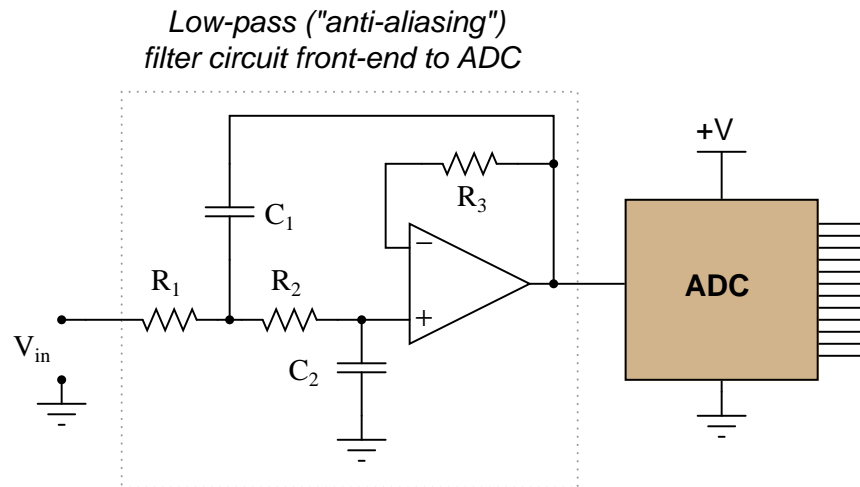 Low-pass ("anti-aliasing")
filter circuit front-end to ADC
+V
R₃
C₁
R₁
R₂
−
+
ADC
Vᵢₙ
C₂